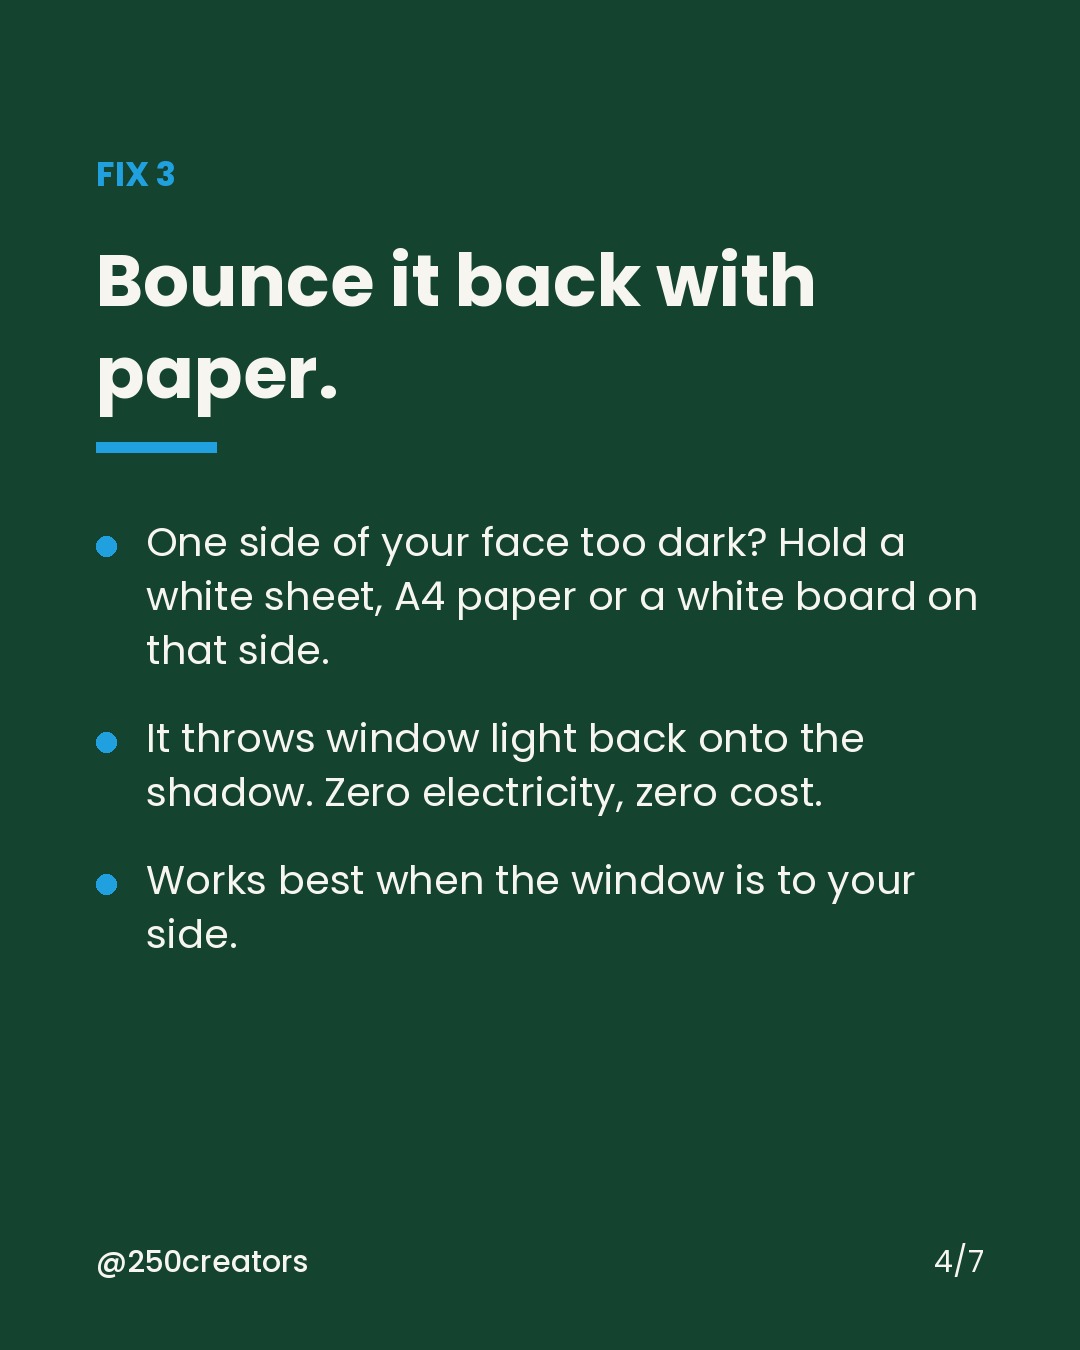 FIX 3
Bounce it back with
paper.
One side of your face too dark? Hold a
white sheet, A4 paper or a white board on
that side.
It throws window light back onto the
shadow. Zero electricity, zero cost.
Works best when the window is to your
side.
@250creators
4/7